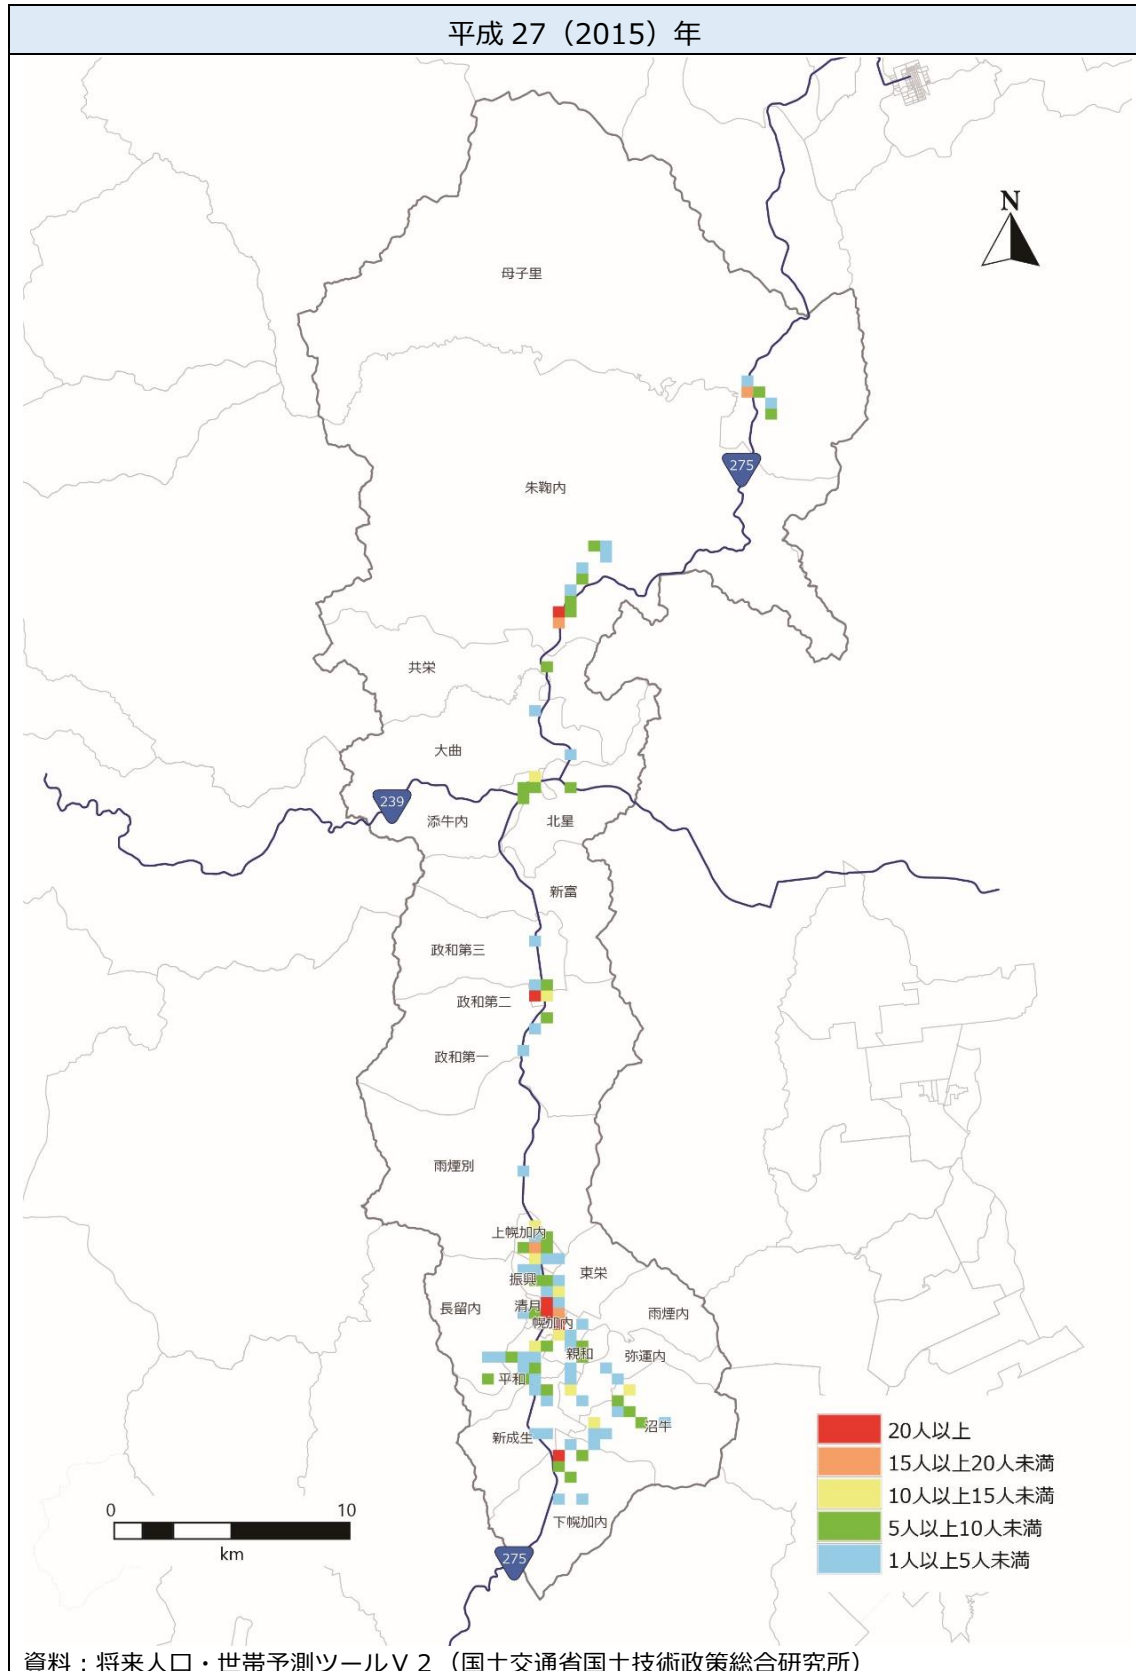 平成 27（2015）年
N
母子里
275
朱鞠内
共栄
大曲
239
添牛内
北星
新富
政和第三
政和第二
政和第一
雨煙別
上幌加内
振興
東栄
長留内
清月
雨煙内
幌加内
親和
弥運内
平和
沼牛
新成生
下幌加内
20人以上
15人以上20人未満
10人以上15人未満
5人以上10人未満
1人以上5人未満
0 10
km
275
資料：将来人口・世帯予測ツールＶ２（国土交通省国土技術政策総合研究所）